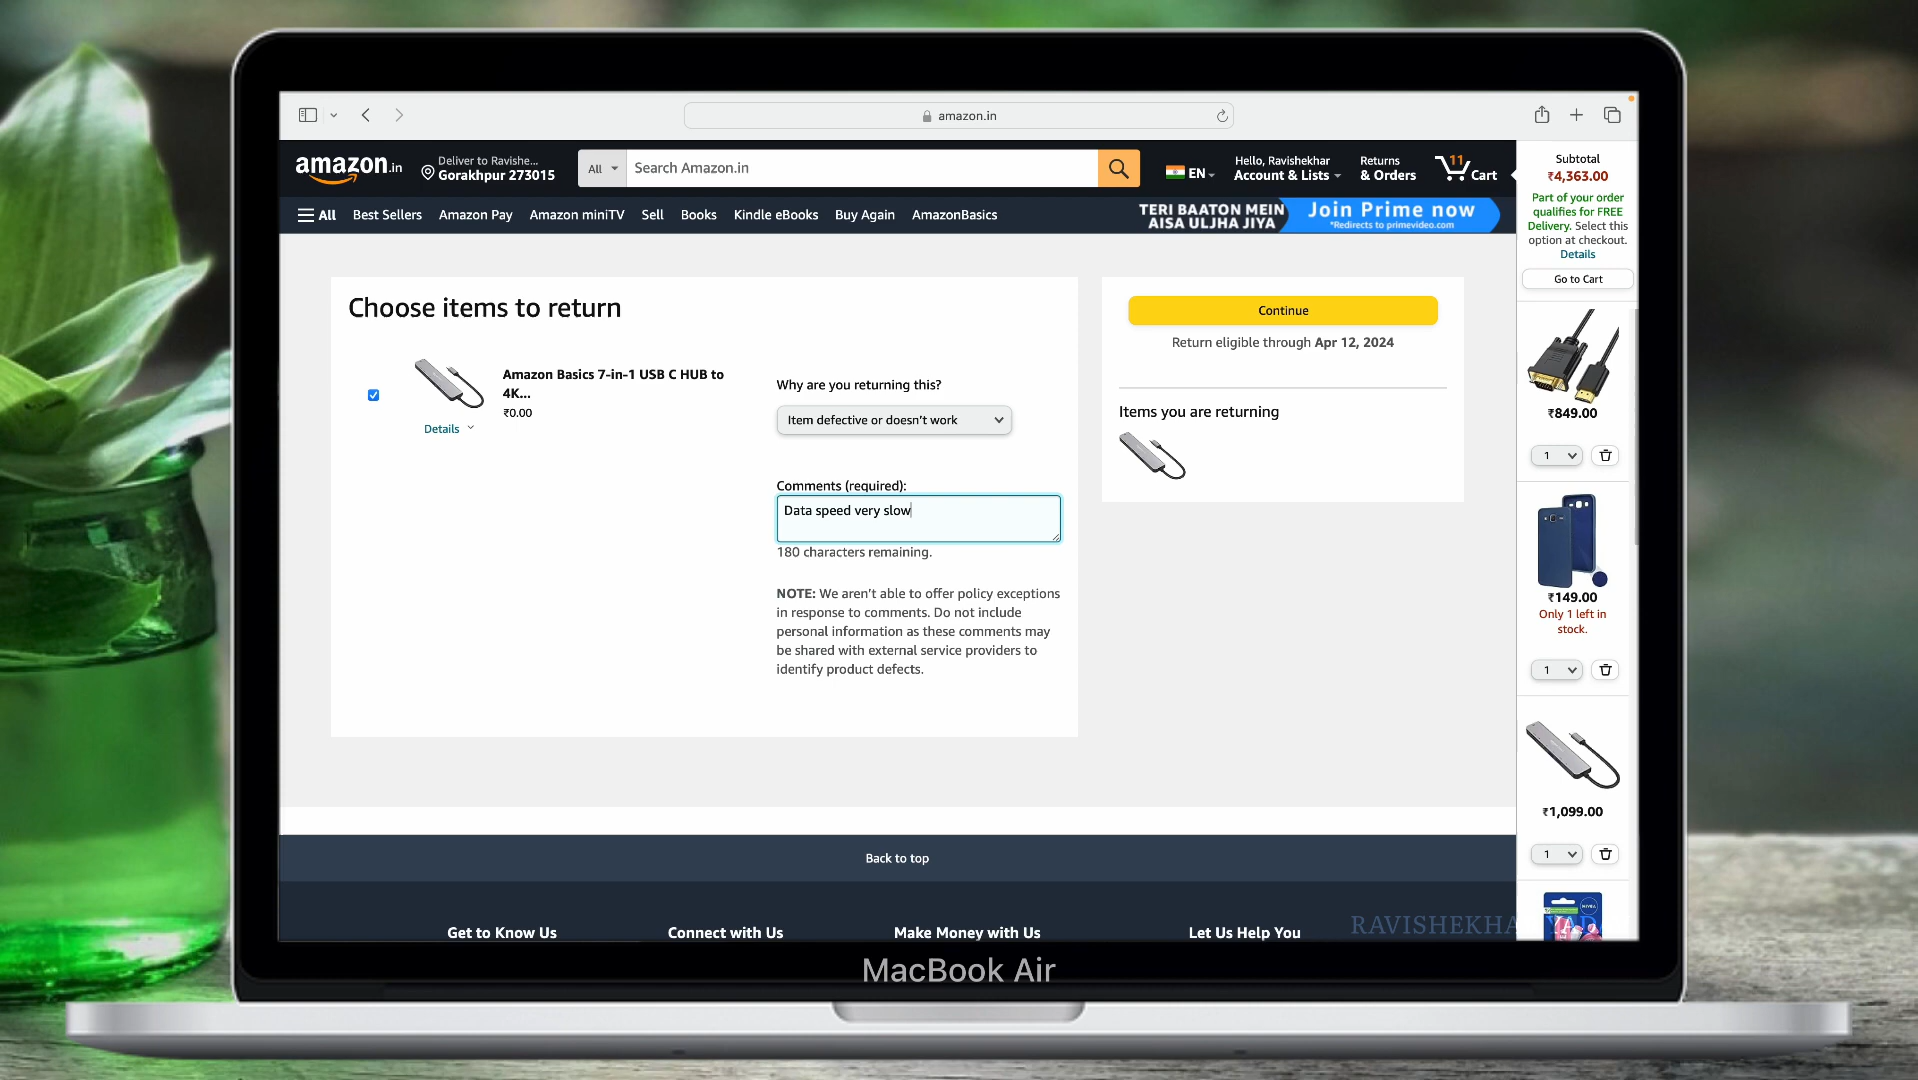 amazon.in
amazon.in
Deliver to Ravishe...
Gorakhpur 273015
All
Search Amazon.in
EN
Hello, Ravishekhar
Account & Lists
Returns
& Orders
11
Cart
All
Best Sellers
Amazon Pay
Amazon miniTV
Sell
Books
Kindle eBooks
Buy Again
AmazonBasics
TERI BAATON MEIN
AISA ULJHA JIYA
Join Prime now
*Redirects to primevideo.com
Subtotal
₹4,363.00
Part of your order
qualifies for FREE
Delivery. Select this
option at checkout.
Details
Go to Cart
Choose items to return
Amazon Basics 7-in-1 USB C HUB to
4K...
₹0.00
Details
Why are you returning this?
Item defective or doesn't work
Comments (required):
Data speed very slow
180 characters remaining.
NOTE: We aren't able to offer policy exceptions
in response to comments. Do not include
personal information as these comments may
be shared with external service providers to
identify product defects.
Continue
Return eligible through Apr 12, 2024
Items you are returning
₹849.00
1
₹149.00
Only 1 left in
stock.
1
₹1,099.00
1
NIVEA
Back to top
Get to Know Us
Connect with Us
Make Money with Us
Let Us Help You
MacBook Air